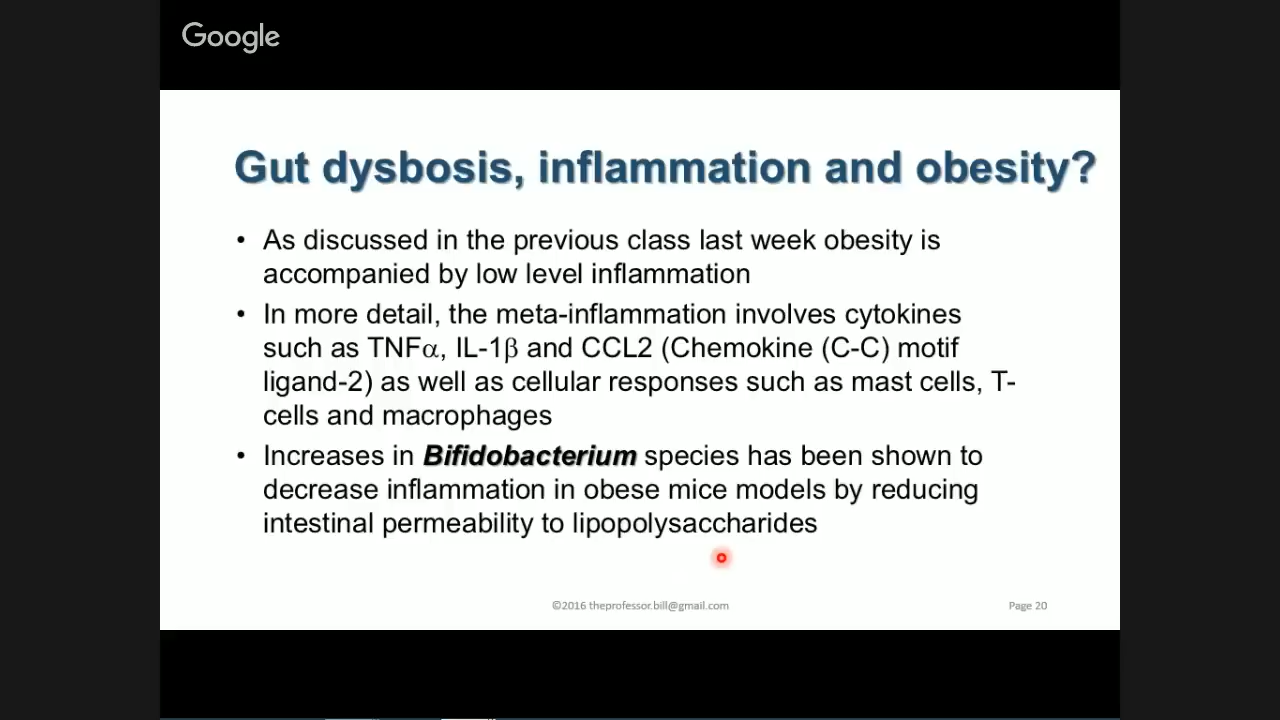 Google
Gut dysbosis, inflammation and obesity?
• As discussed in the previous class last week obesity is
accompanied by low level inflammation
• In more detail, the meta-inflammation involves cytokines
such as TNFα, IL-1β and CCL2 (Chemokine (C-C) motif
ligand-2) as well as cellular responses such as mast cells, T-
cells and macrophages
• Increases in Bifidobacterium species has been shown to
decrease inflammation in obese mice models by reducing
intestinal permeability to lipopolysaccharides
©2016 theprofessor.bill@gmail.com
Page 20